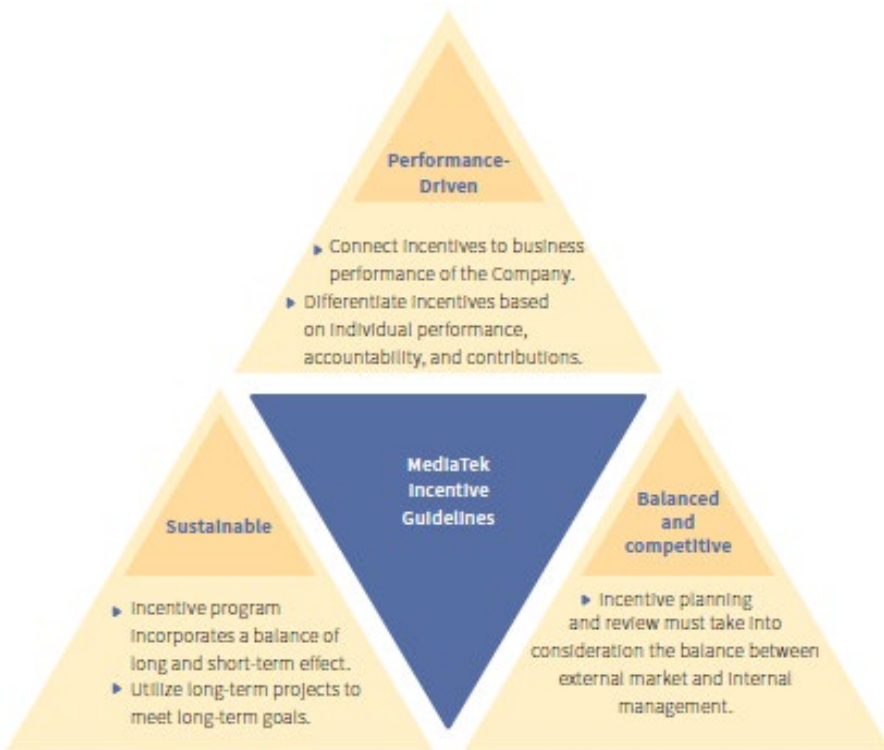 Performance-
Driven
Connect incentives to business
performance of the Company.
Differentiate incentives based
on individual performance,
accountability, and contributions.
MediaTek
Incentive
Guidelines
Sustainable
Incentive program
incorporates a balance of
long and short-term effect.
Utilize long-term projects to
meet long-term goals.
Balanced
and
competitive
Incentive planning
and review must take into
consideration the balance between
external market and internal
management.